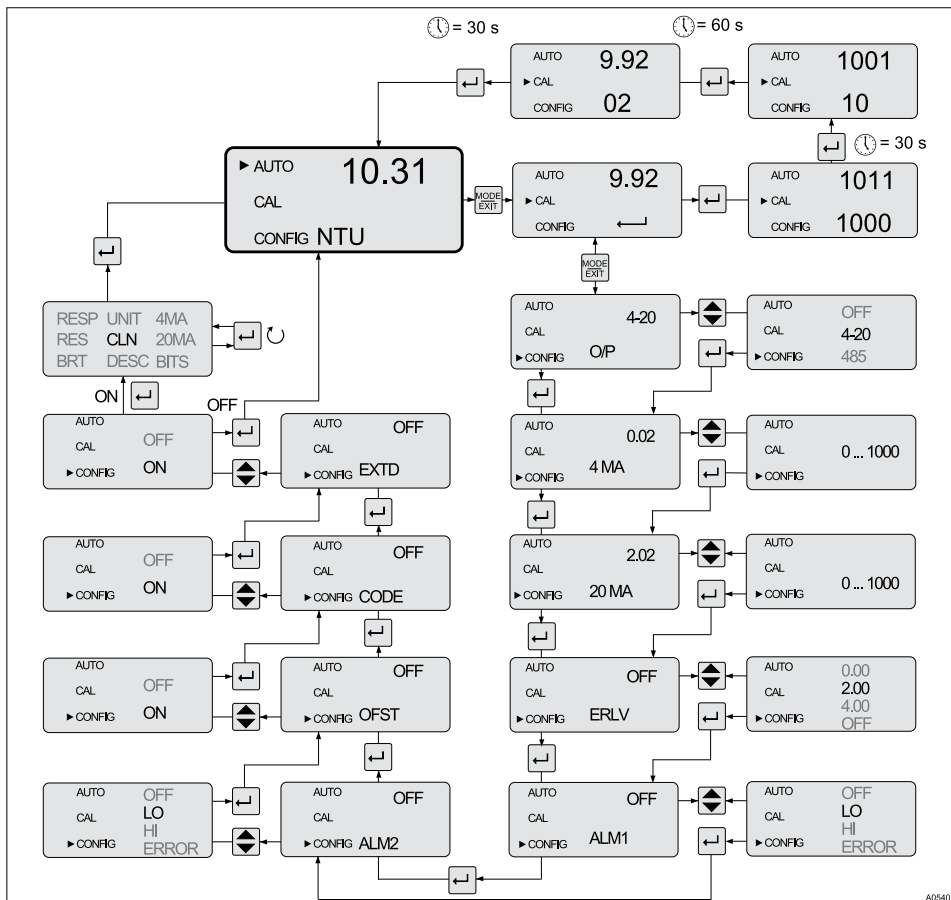 = 30 s
= 60 s
AUTO 9.92
CAL
CONFIG 02
AUTO 1001
CAL
CONFIG 10
= 30 s
AUTO 10.31
CAL
CONFIG NTU
MODE
EXIT
AUTO 9.92
CAL
CONFIG
AUTO 1011
CAL
CONFIG 1000
MODE
EXIT
RESP UNIT 4MA
RES CLN 20MA
BRT DESC BITS
AUTO 4-20
CAL
CONFIG O/P
AUTO OFF
CAL 4-20
CONFIG 485
ON
OFF
AUTO
CAL OFF
CONFIG ON
AUTO OFF
CAL
CONFIG EXTD
AUTO 0.02
CAL
CONFIG 4 MA
AUTO
CAL 0 ... 1000
CONFIG
AUTO
CAL OFF
CONFIG ON
AUTO OFF
CAL
CONFIG CODE
AUTO 2.02
CAL
CONFIG 20 MA
AUTO
CAL 0 ... 1000
CONFIG
AUTO
CAL OFF
CONFIG ON
AUTO OFF
CAL
CONFIG OFST
AUTO OFF
CAL
CONFIG ERLV
AUTO 0.00
CAL 2.00
4.00
CONFIG OFF
AUTO OFF
LO
CAL HI
CONFIG ERROR
AUTO OFF
CAL
CONFIG ALM2
AUTO OFF
CAL
CONFIG ALM1
AUTO OFF
LO
CAL HI
CONFIG ERROR
A0540